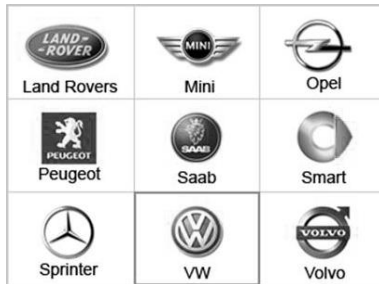 LAND-
-ROVER
MINI
Land Rovers
Mini
Opel
PEUGEOT
SAAB
VOLVO
Peugeot
Saab
Smart
Sprinter
VW
Volvo